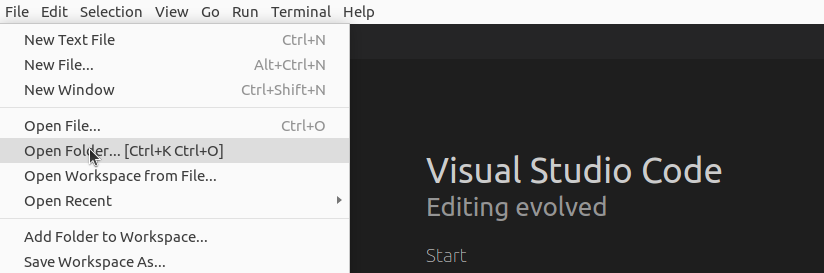 File Edit Selection View Go Run Terminal Help
New Text File Ctrl+N
New File... Alt+Ctrl+N
New Window Ctrl+Shift+N
Open File... Ctrl+O
Open Folder... [Ctrl+K Ctrl+O]
Open Workspace from File...
Open Recent
Add Folder to Workspace...
Save Workspace As...
Visual Studio Code
Editing evolved
Start